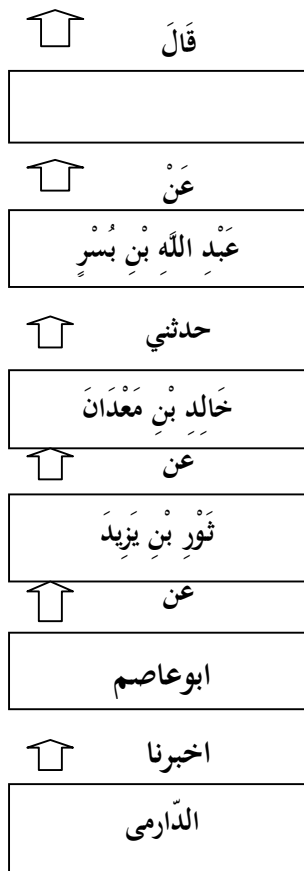 قَالَ
عَنْ
عَبْدِ اللَّهِ بْنِ بُسْرٍ
حدثني
خَالِدِ بْنِ مَعْدَانَ
عن
ثَوْرِ بْنِ يَزِيدَ
عن
ابوعاصم
اخبرنا
الدّارمى